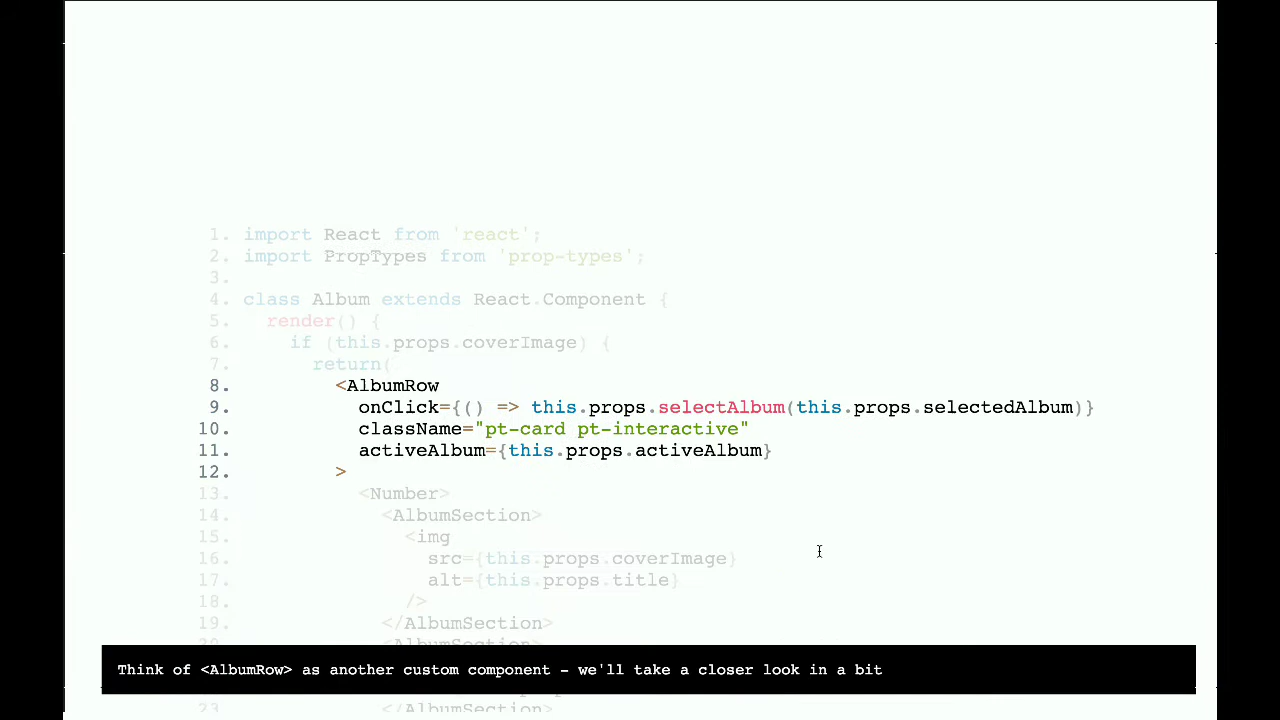 1. import React from 'react';
2. import PropTypes from 'prop-types';
3.
4. class Album extends React.Component {
5. render() {
6. if (this.props.coverImage) {
7. return(
8. <AlbumRow
9. onClick={() => this.props.selectAlbum(this.props.selectedAlbum)}
10. className="pt-card pt-interactive"
11. activeAlbum={this.props.activeAlbum}
12. >
13. <Number>
14. <AlbumSection>
15. <img
16. src={this.props.coverImage}
17. alt={this.props.title}
18. />
19. </AlbumSection>
20. <AlbumSection>
Think of <AlbumRow> as another custom component - we'll take a closer look in a bit
23 </AlbumSection>